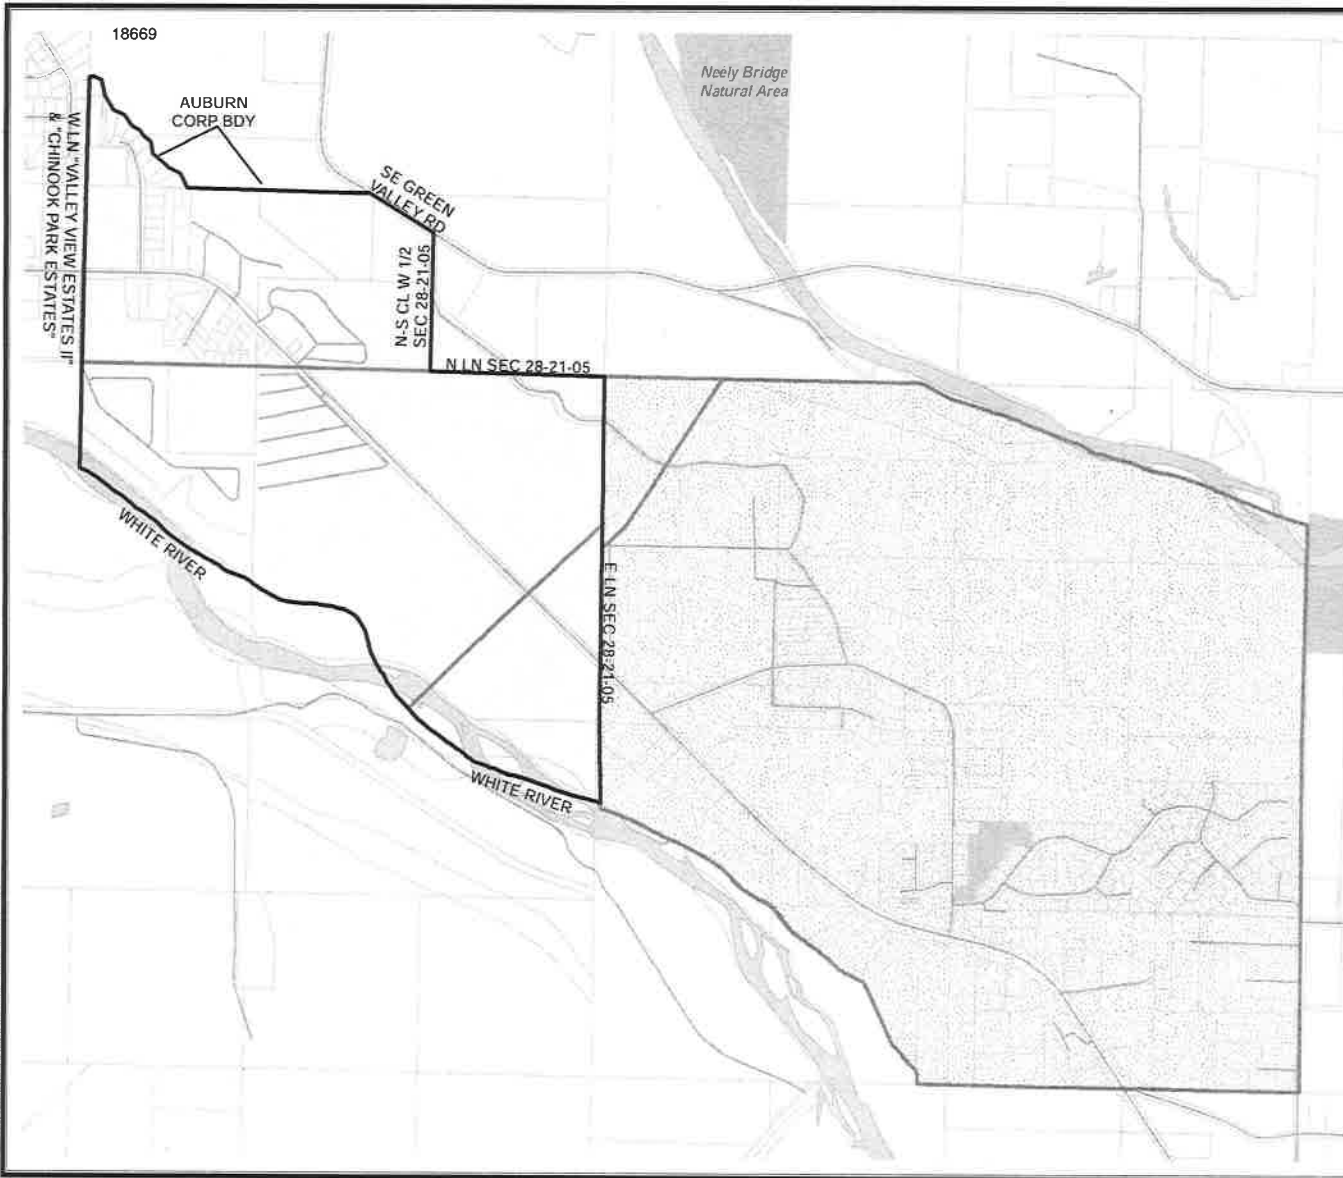 18669
Neely Bridge
Natural Area
AUBURN
CORP BDY
W LN "VALLEY VIEW ESTATES II"
& "CHINOOK PARK ESTATES"
SE GREEN
VALLEY RD
N-S CL W 1/2
SEC 28-21-05
N LN SEC 28-21-05
WHITE RIVER
E LN SEC 28-21-05
WHITE RIVER